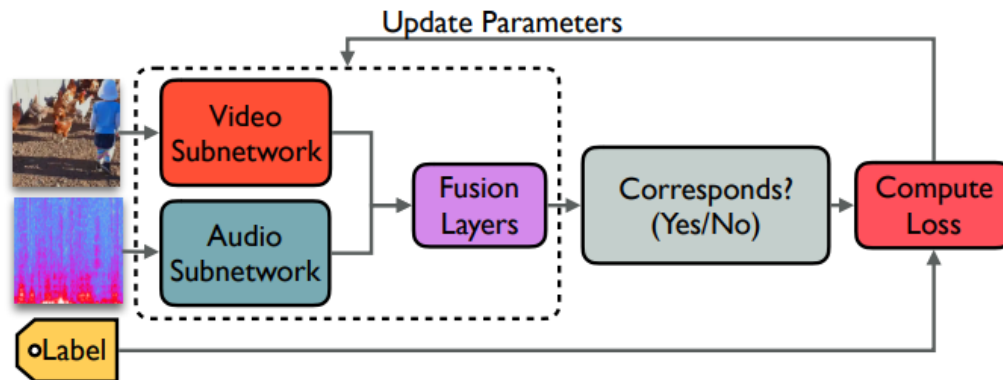 Update Parameters
Video
Subnetwork
Audio
Subnetwork
Fusion
Layers
Corresponds?
(Yes/No)
Compute
Loss
Label